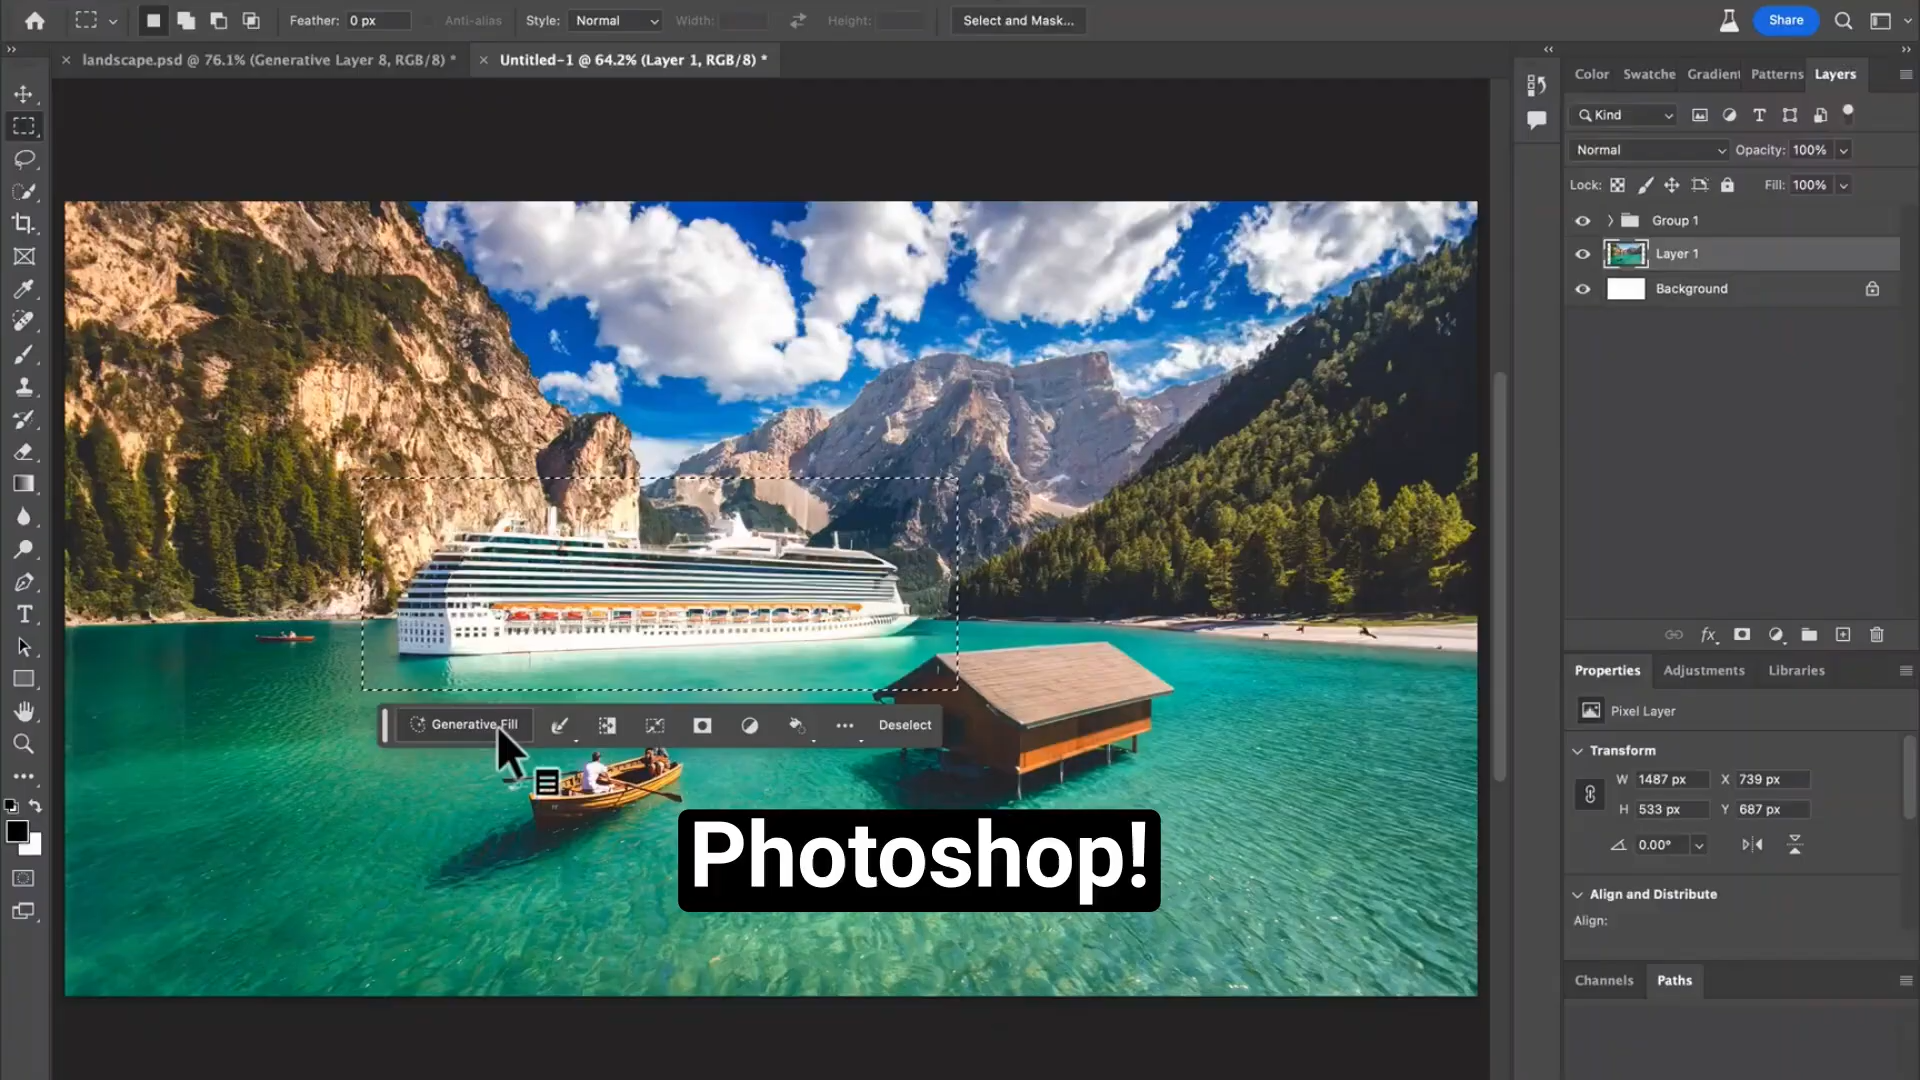 Feather: 0 px Anti-alias Style: Normal Width: Height: Select and Mask... Share
landscape.psd @ 76.1% (Generative Layer 8, RGB/8) * Untitled-1 @ 64.2% (Layer 1, RGB/8) *
Color Swatche Gradient Patterns Layers
Kind
Normal Opacity: 100%
Lock: Fill: 100%
Group 1
Layer 1
Background
Generative Fill Deselect
Photoshop!
Properties Adjustments Libraries
Pixel Layer
Transform
W 1487 px X 739 px
H 533 px Y 687 px
0.00°
Align and Distribute
Align:
Channels Paths